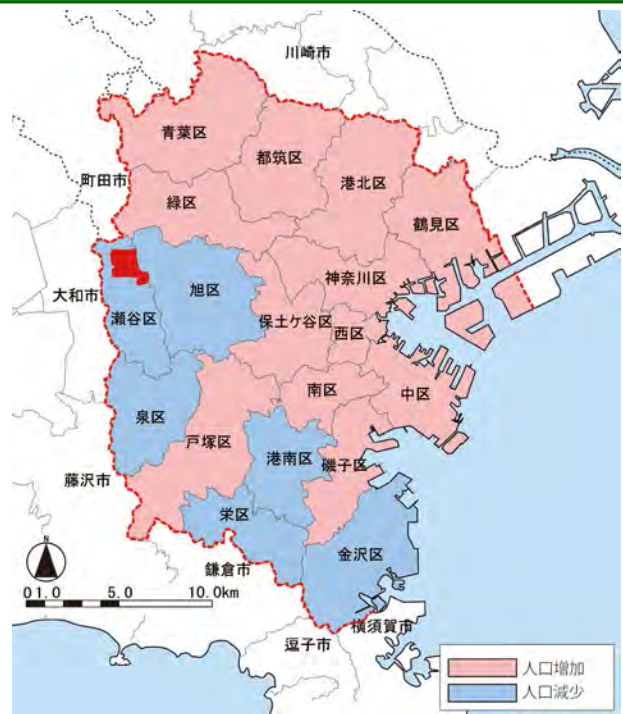 川崎市
青葉区
都筑区
港北区
町田市
緑区
鶴見区
神奈川区
旭区
大和市
瀬谷区
保土ケ谷区
西区
南区
中区
泉区
戸塚区
港南区
磯子区
藤沢市
栄区
金沢区
鎌倉市
N
0 1.0 5.0 10.0km
横須賀市
逗子市
人口増加
人口減少